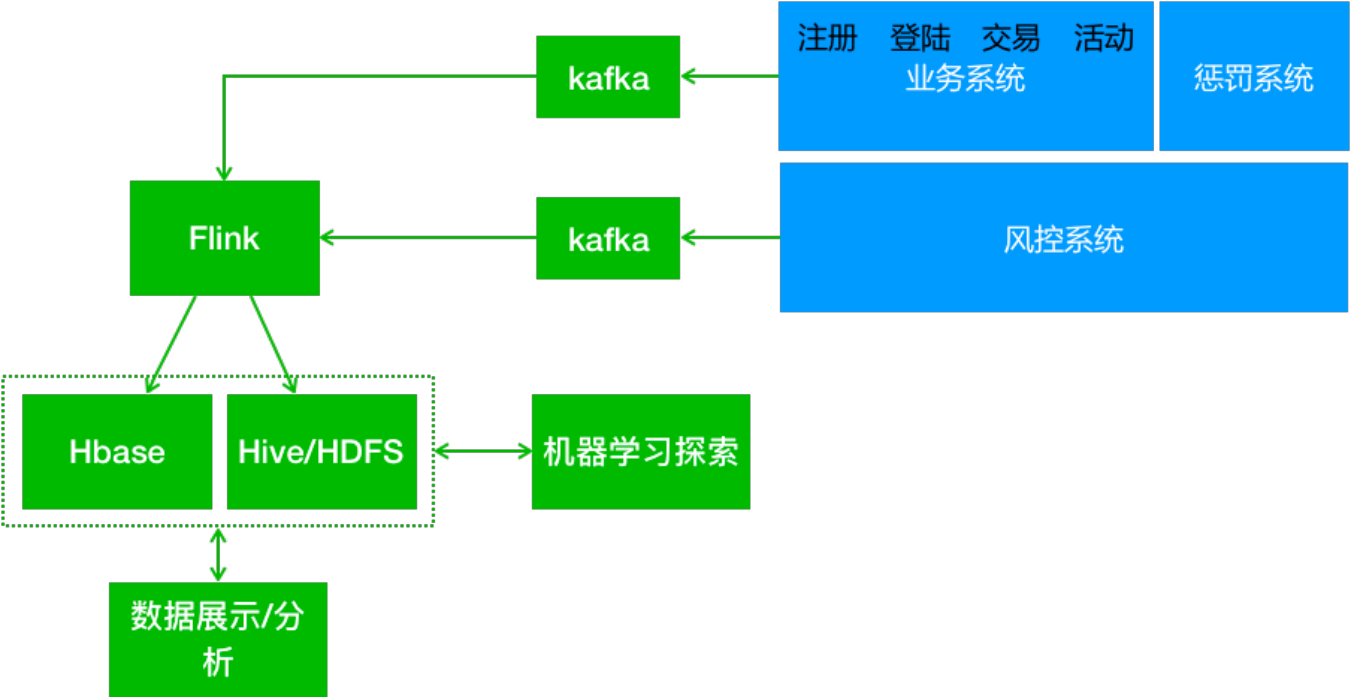 注册 登陆 交易 活动
kafka
业务系统
惩罚系统
Flink
kafka
风控系统
Hbase
Hive/HDFS
机器学习探索
数据展示/分
析